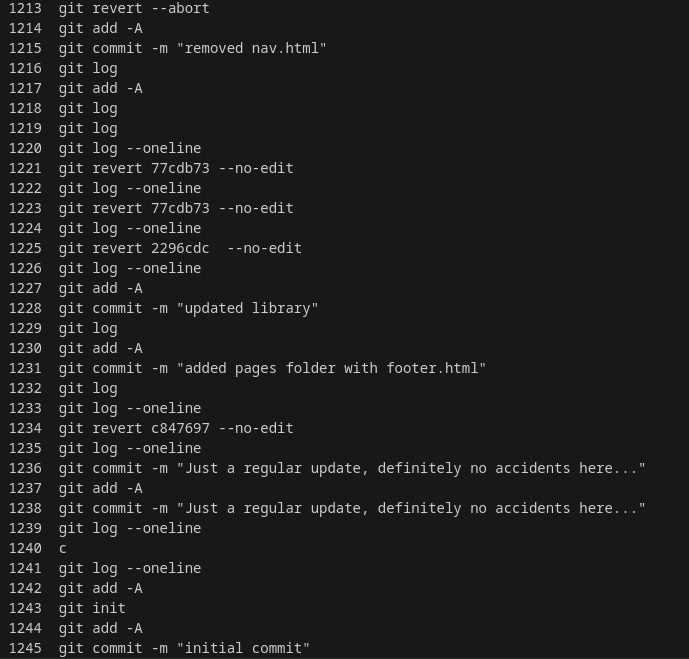 1213 git revert --abort
1214 git add -A
1215 git commit -m "removed nav.html"
1216 git log
1217 git add -A
1218 git log
1219 git log
1220 git log --oneline
1221 git revert 77cdb73 --no-edit
1222 git log --oneline
1223 git revert 77cdb73 --no-edit
1224 git log --oneline
1225 git revert 2296cdc  --no-edit
1226 git log --oneline
1227 git add -A
1228 git commit -m "updated library"
1229 git log
1230 git add -A
1231 git commit -m "added pages folder with footer.html"
1232 git log
1233 git log --oneline
1234 git revert c847697 --no-edit
1235 git log --oneline
1236 git commit -m "Just a regular update, definitely no accidents here..."
1237 git add -A
1238 git commit -m "Just a regular update, definitely no accidents here..."
1239 git log --oneline
1240 c
1241 git log --oneline
1242 git add -A
1243 git init
1244 git add -A
1245 git commit -m "initial commit"